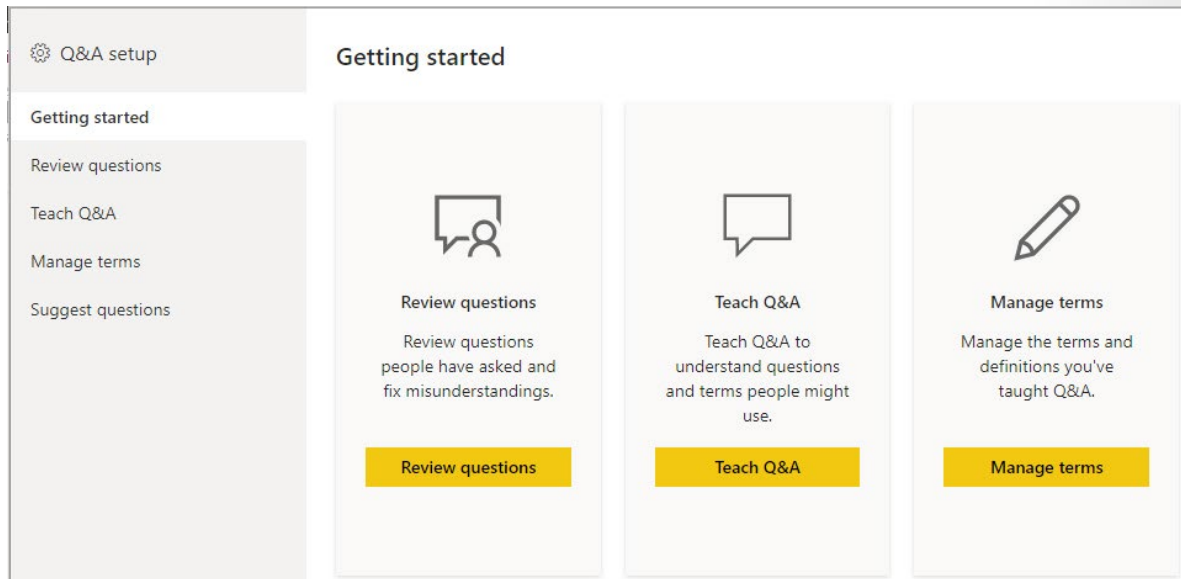 Q&A setup
Getting started
Review questions
Teach Q&A
Manage terms
Suggest questions
Getting started
Review questions
Review questions
people have asked and
fix misunderstandings.
Review questions
Teach Q&A
Teach Q&A to
understand questions
and terms people might
use.
Teach Q&A
Manage terms
Manage the terms and
definitions you've
taught Q&A.
Manage terms